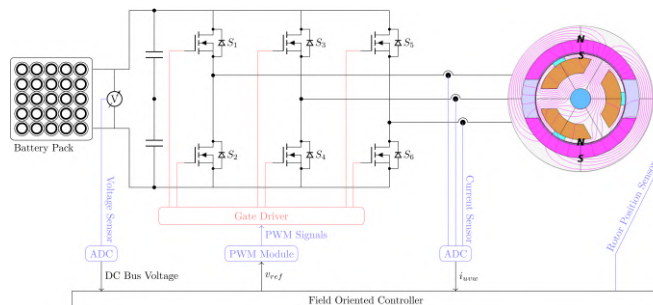 N
S
S₁
S₃
S₅
V
S₂
S₄
S₆
N
S
Battery Pack
Voltage Sensor
Current Sensor
Rotor Position Sensor
Gate Driver
PWM Signals
ADC
PWM Module
ADC
DC Bus Voltage
v_ref
i_uvw
Field Oriented Controller